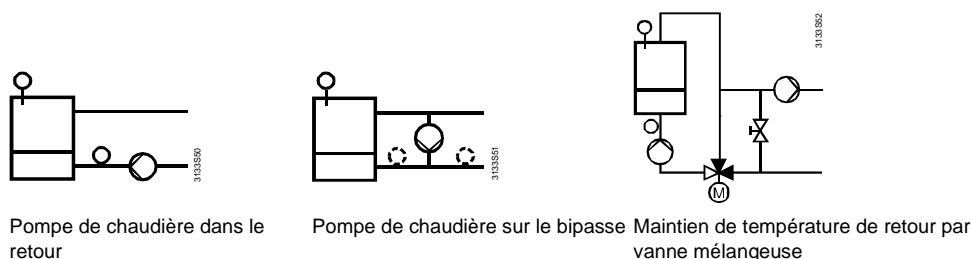 3133S50
3133S51
3133S52
M
Pompe de chaudière dans le
retour
Pompe de chaudière sur le bipasse
Maintien de température de retour par
vanne mélangeuse